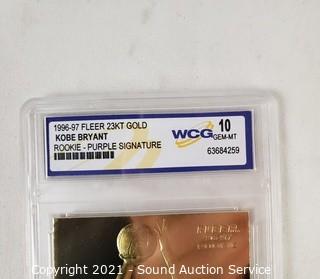 1996-97 FLEER 23KT GOLD
KOBE BRYANT
ROOKIE - PURPLE SIGNATURE
WCG
10
GEM-MT
63684259
Copyright 2021 - Sound Auction Service